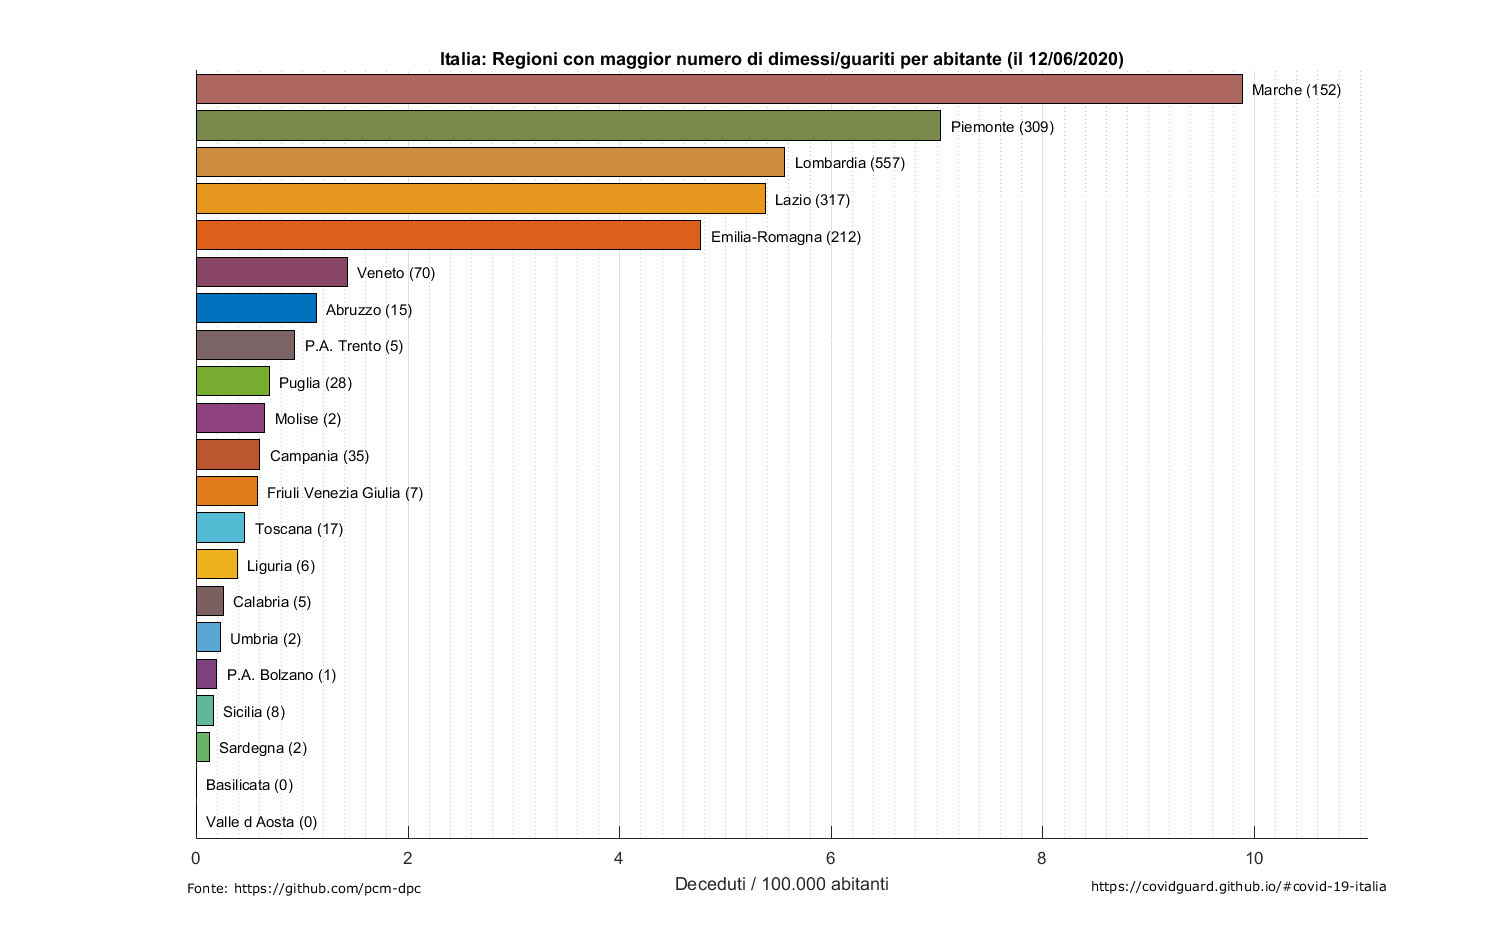 Italia: Regioni con maggior numero di dimessi/guariti per abitante (il 12/06/2020)
Marche (152)
Piemonte (309)
Lombardia (557)
Lazio (317)
Emilia-Romagna (212)
Veneto (70)
Abruzzo (15)
P.A. Trento (5)
Puglia (28)
Molise (2)
Campania (35)
Friuli Venezia Giulia (7)
Toscana (17)
Liguria (6)
Calabria (5)
Umbria (2)
P.A. Bolzano (1)
Sicilia (8)
Sardegna (2)
Basilicata (0)
Valle d Aosta (0)
0 2 4 6 8 10
Deceduti / 100.000 abitanti
Fonte: https://github.com/pcm-dpc
https://covidguard.github.io/#covid-19-italia